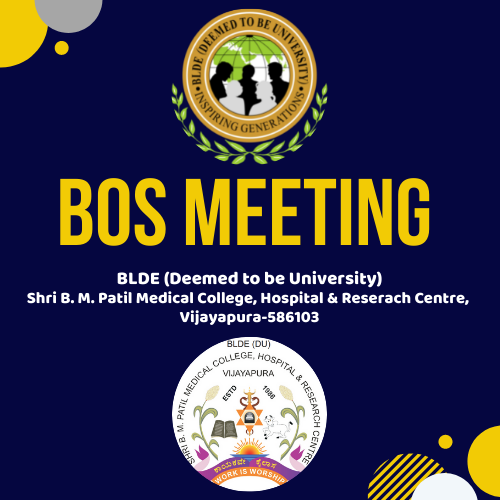 BLDE (DEEMED TO BE UNIVERSITY)
• INSPIRING GENERATIONS •
BOS MEETING
BLDE (Deemed to be University)
Shri B. M. Patil Medical College, Hospital & Reserach Centre,
Vijayapura-586103
BLDE (DU)
SHRI B. M. PATIL MEDICAL COLLEGE, HOSPITAL & RESEARCH CENTRE
VIJAYAPURA
ESTD 1986
ಕಾಯಕವೇ ಕೈಲಾಸ
WORK IS WORSHIP